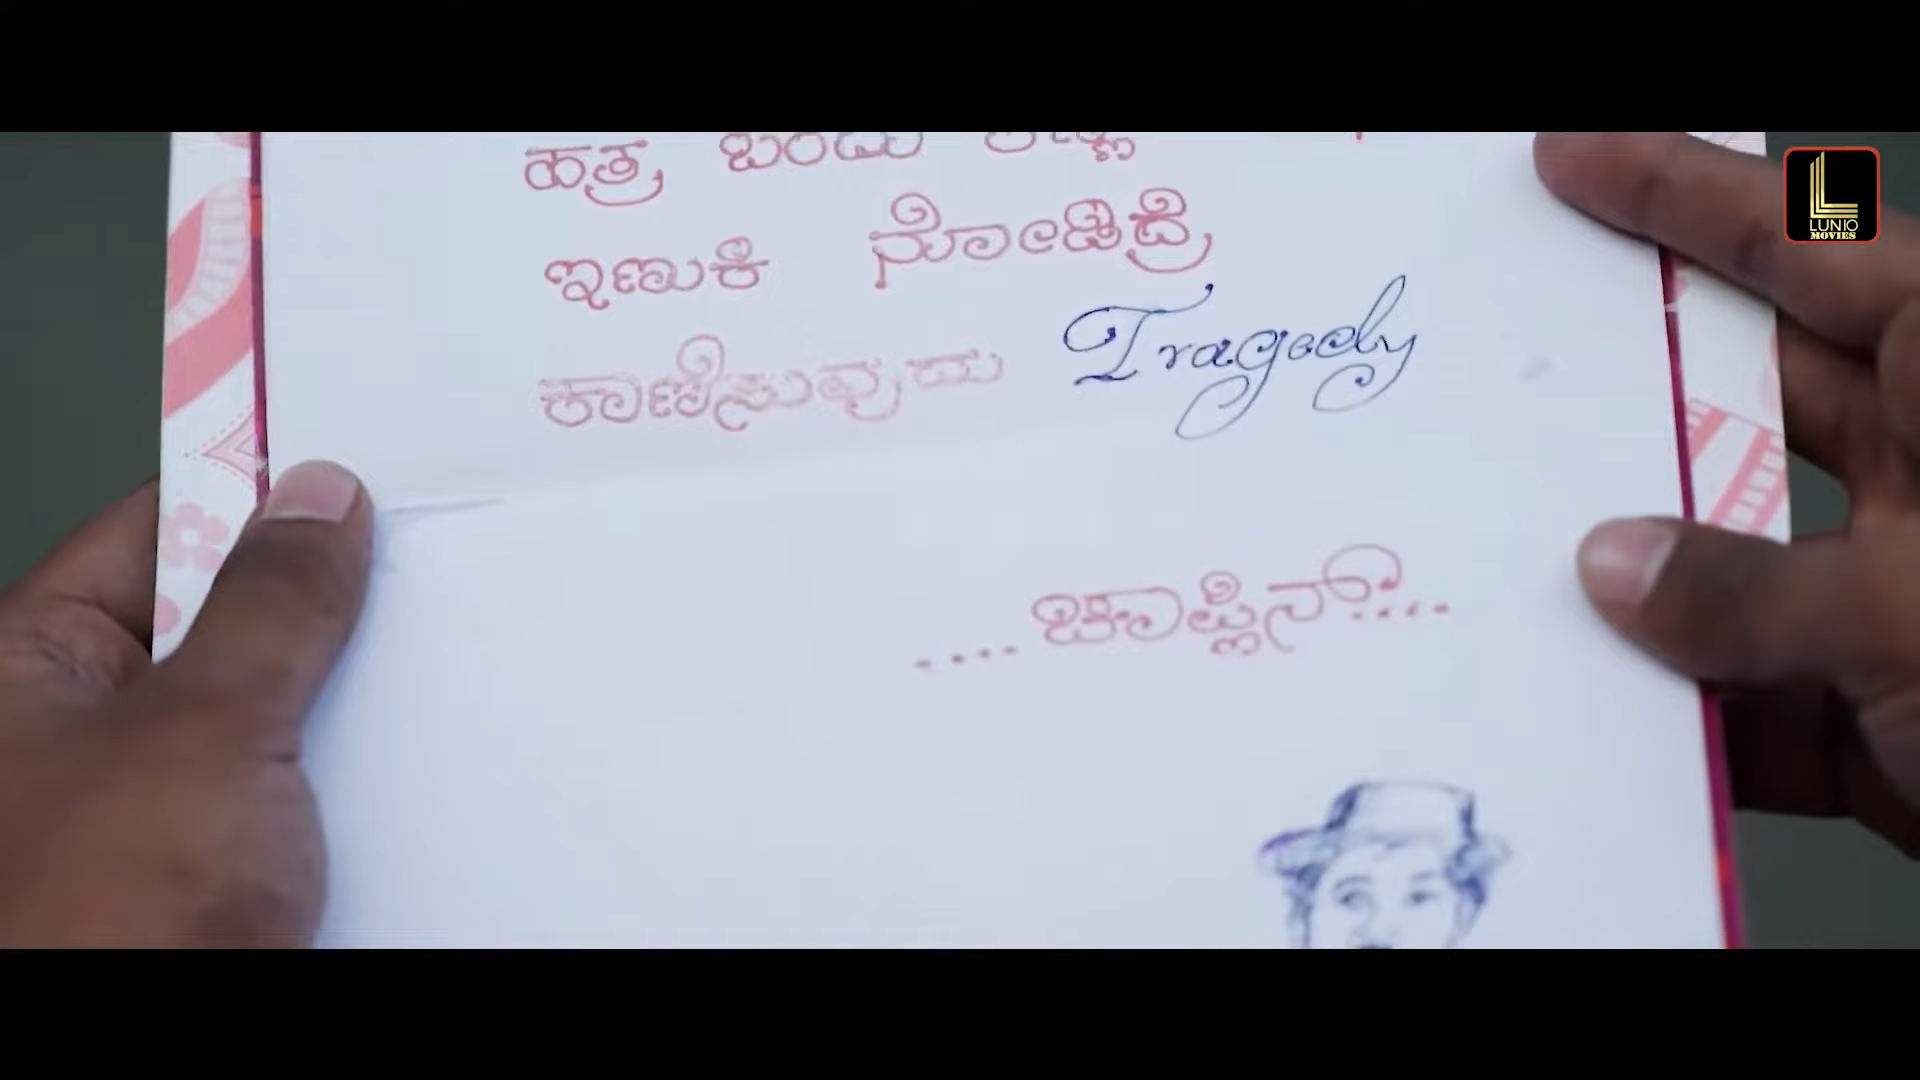 ಹತ್ರ ಬಂದು
ಇಣುಕಿ ನೋಡಿದ್ರೆ
ಕಾಣಿಸುವುದು Tragedy
....ಚಾಪ್ಲಿನ್....
LUNIO
MOVIES